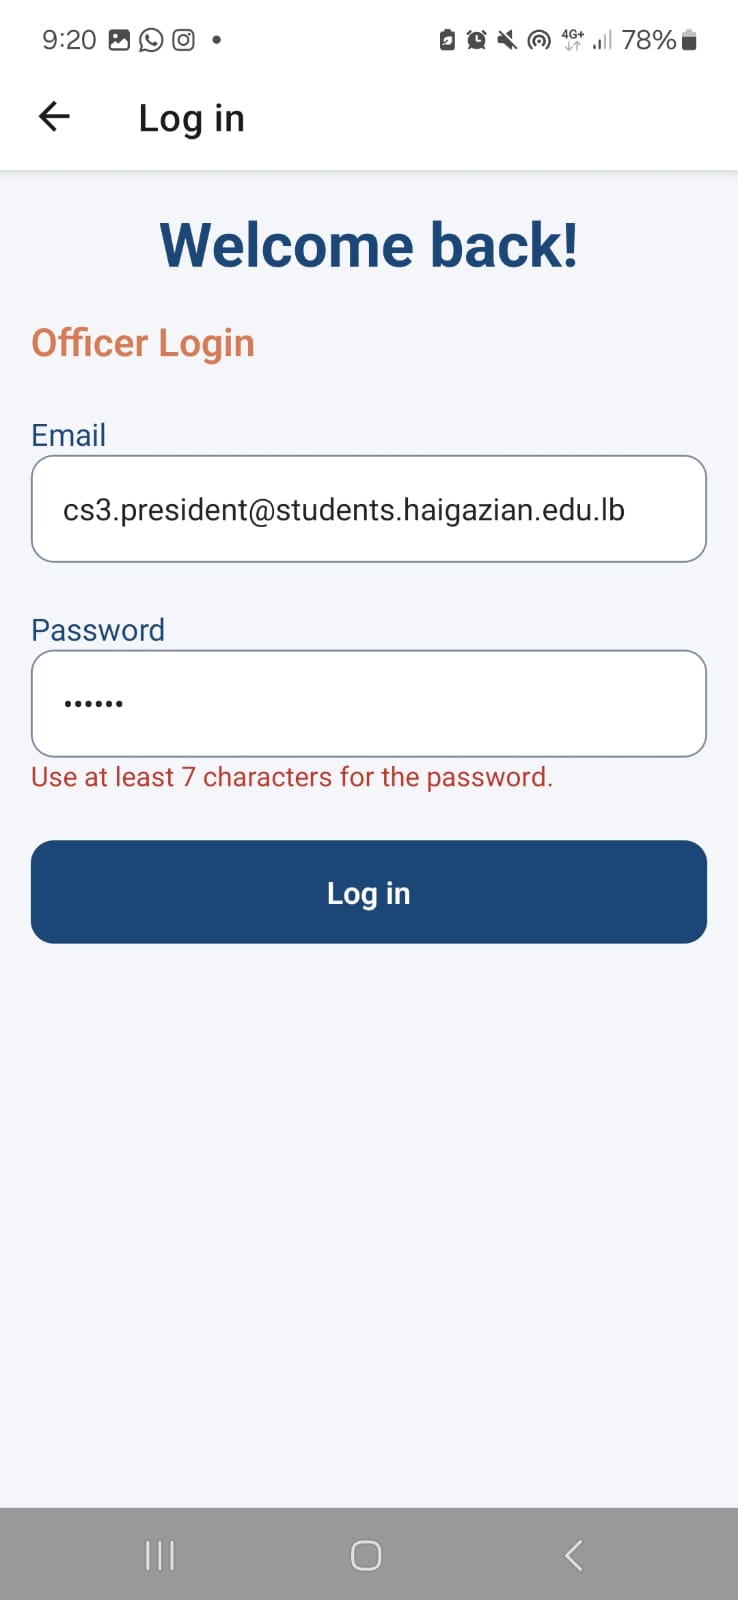 9:20 4G+ 78%
Log in
Welcome back!
Officer Login
Email
cs3.president@students.haigazian.edu.lb
Password
••••••
Use at least 7 characters for the password.
Log in